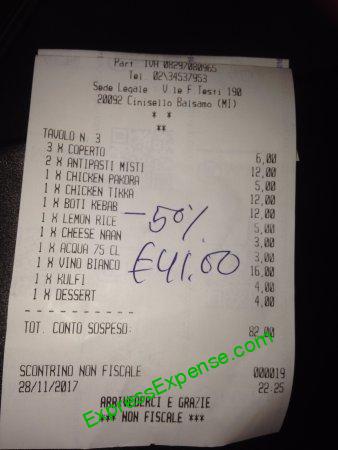 Part. IVA 08297080965
Tel. 02\34537953
Sede Legale : V le F Testi 190
20092 Cinisello Balsamo (MI)
* *
**
TAVOLO N. 3
3 X COPERTO 6,00
2 X ANTIPASTI MISTI 12,00
1 X CHICKEN PAKORA 5,00
1 X CHICKEN TIKKA 12,00
1 X BOTI KEBAB 12,00
1 X LEMON RICE 5,00
1 X CHEESE NAAN 3,00
1 X ACQUA 75 CL 3,00
1 X VINO BIANCO 16,00
1 X KULFI 4,00
1 X DESSERT 4,00
-50%
€41.00
- - - - - - - - - -
TOT. CONTO SOSPESO: 82,00
SCONTRINO NON FISCALE 000019
28/11/2017 22-25
ARRIVEDERCI E GRAZIE
*** NON FISCALE ***
ExpressExpense.com